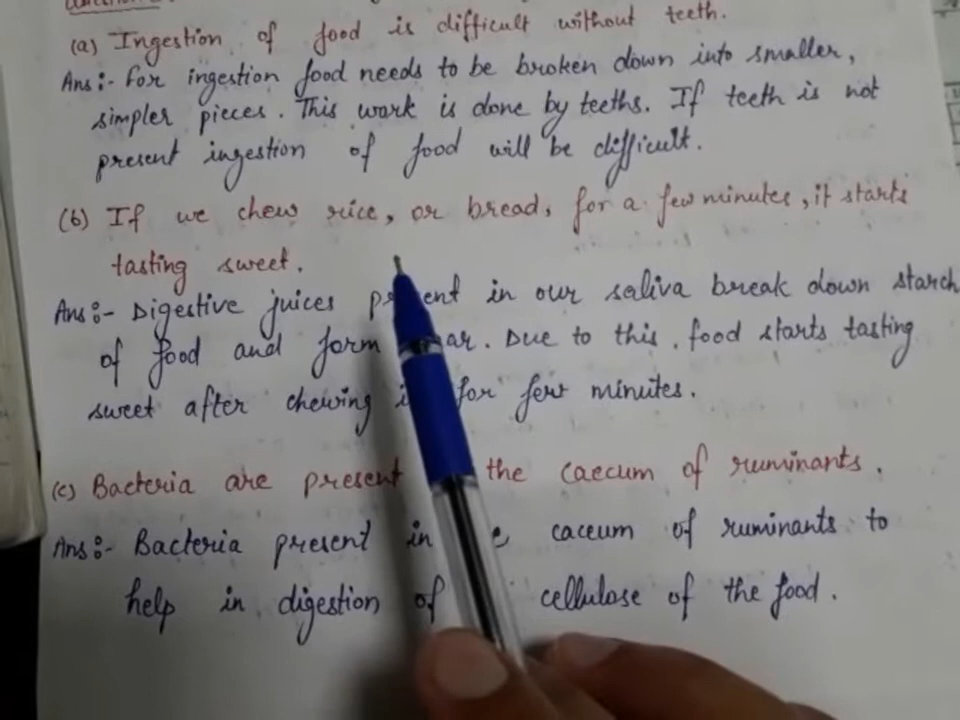 (a) Ingestion of food is difficult without teeth.
Ans:- For ingestion food needs to be broken down into smaller,
simpler pieces. This work is done by teeths. If teeth is not
present ingestion of food will be difficult.
(b) If we chew rice, or bread, for a few minutes, it starts
tasting sweet.
Ans:- Digestive juices in our saliva break down starch
of food and form Due to this, food starts tasting
sweet after chewing for few minutes.
(c) Bacteria are present the caecum of ruminants.
Ans:- Bacteria present in caceum of ruminants to
help in digestion of cellulose of the food.